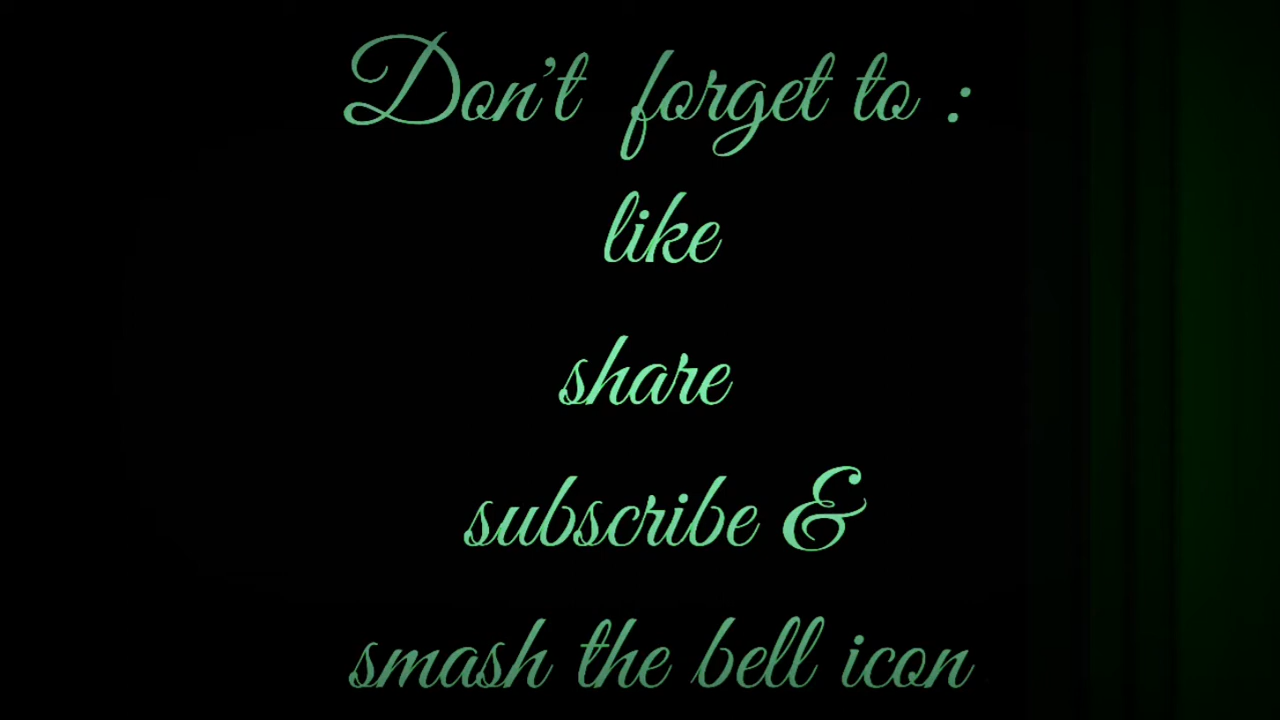 Don't forget to :
like
share
subscribe &
smash the bell icon